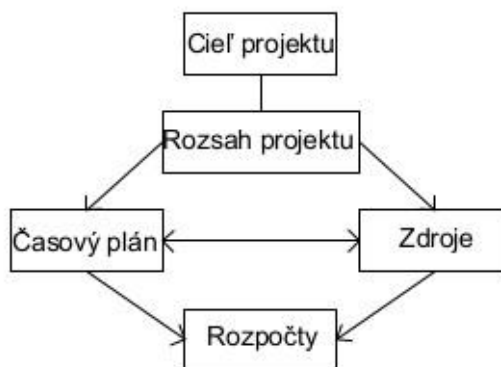 Cieľ projektu
Rozsah projektu
Časový plán
Zdroje
Rozpočty